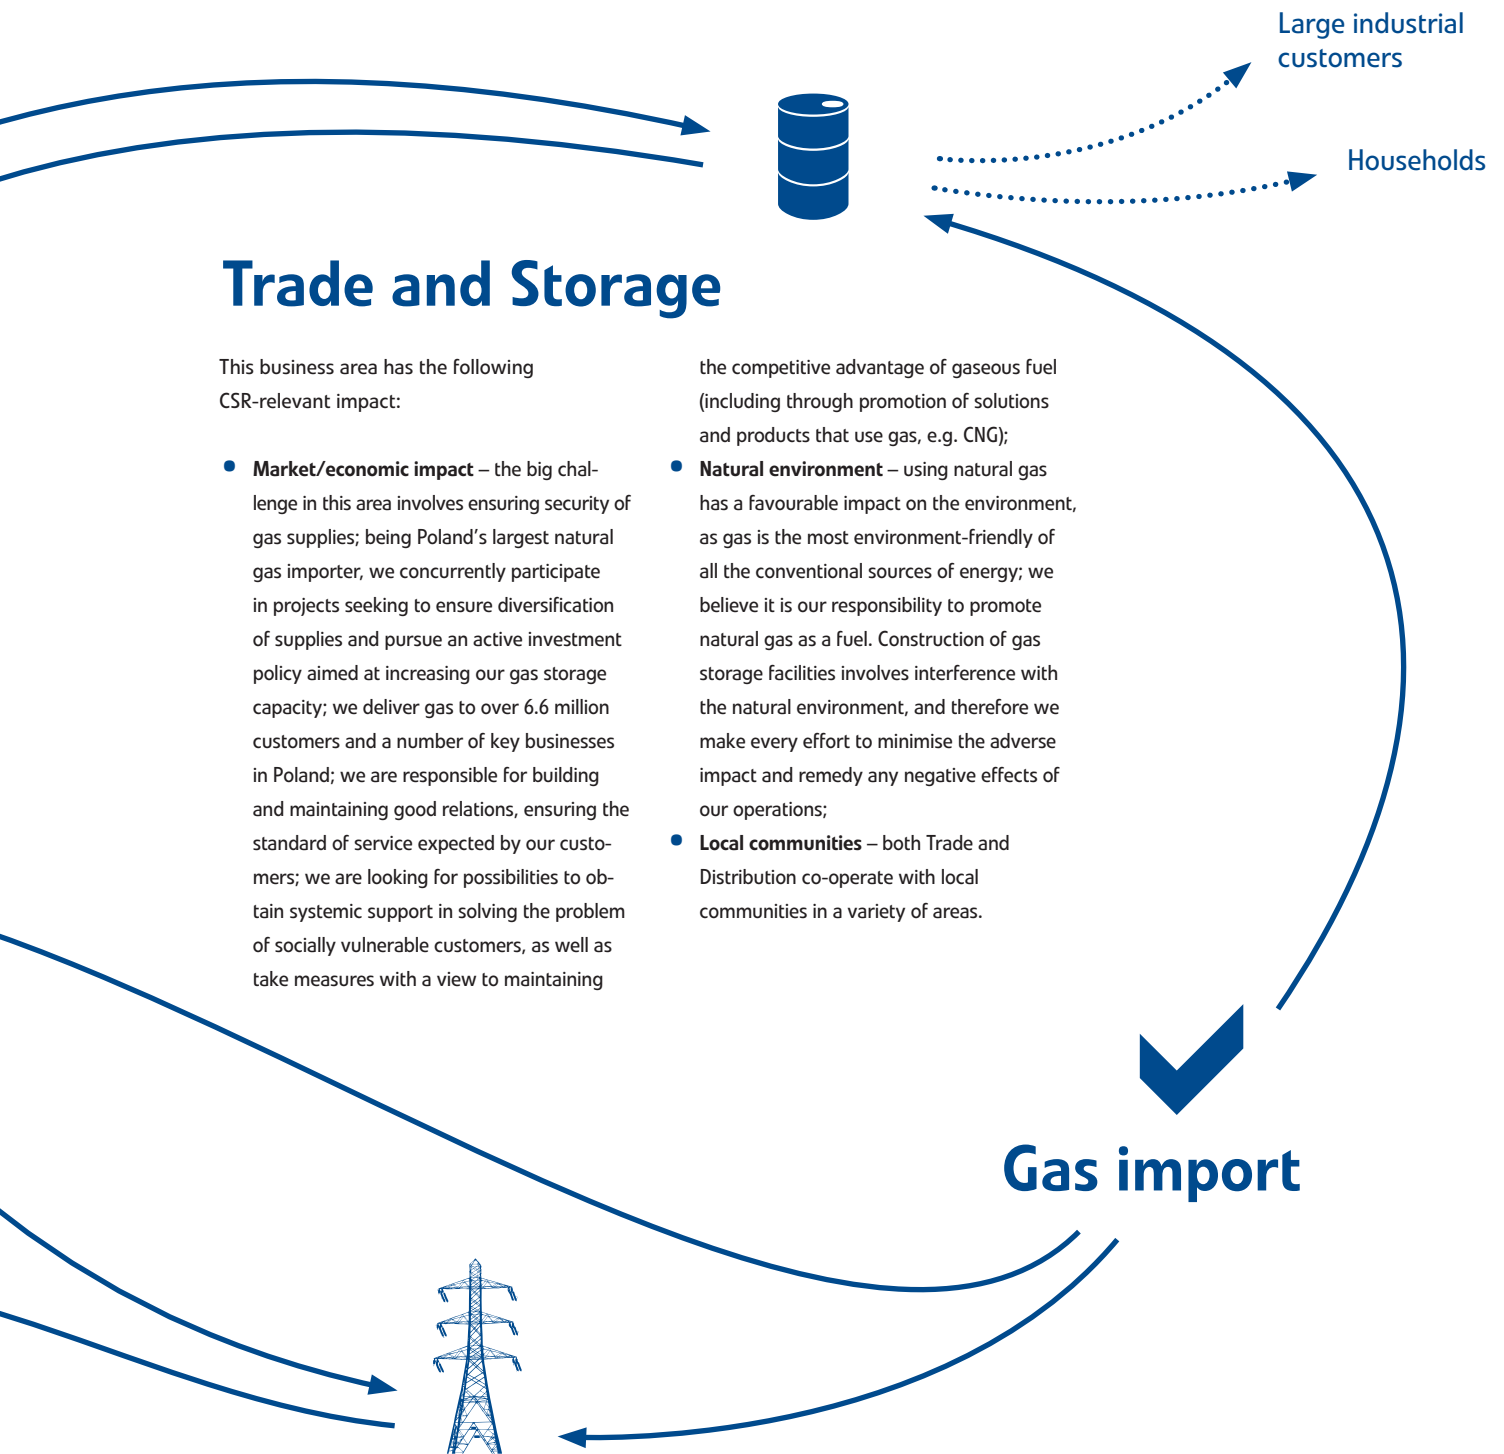 Large industrial
customers
Households
Trade and Storage
This business area has the following
CSR-relevant impact:
• Market/economic impact – the big chal-
lenge in this area involves ensuring security of
gas supplies; being Poland's largest natural
gas importer, we concurrently participate
in projects seeking to ensure diversification
of supplies and pursue an active investment
policy aimed at increasing our gas storage
capacity; we deliver gas to over 6.6 million
customers and a number of key businesses
in Poland; we are responsible for building
and maintaining good relations, ensuring the
standard of service expected by our custo-
mers; we are looking for possibilities to ob-
tain systemic support in solving the problem
of socially vulnerable customers, as well as
take measures with a view to maintaining
the competitive advantage of gaseous fuel
(including through promotion of solutions
and products that use gas, e.g. CNG);
• Natural environment – using natural gas
has a favourable impact on the environment,
as gas is the most environment-friendly of
all the conventional sources of energy; we
believe it is our responsibility to promote
natural gas as a fuel. Construction of gas
storage facilities involves interference with
the natural environment, and therefore we
make every effort to minimise the adverse
impact and remedy any negative effects of
our operations;
• Local communities – both Trade and
Distribution co-operate with local
communities in a variety of areas.
Gas import